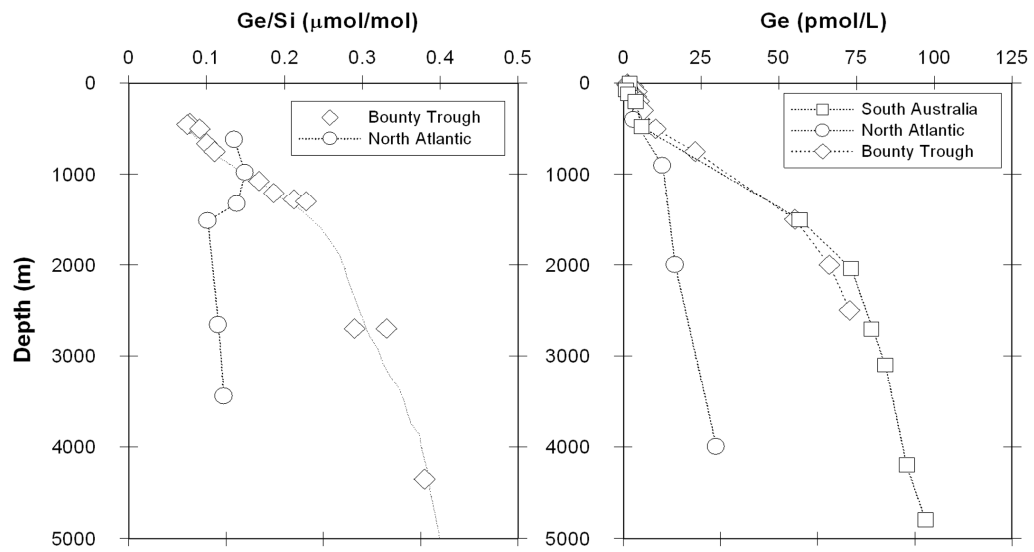 Ge/Si (μmol/mol)
0 0.1 0.2 0.3 0.4 0.5
Depth (m)
0
1000
2000
3000
4000
5000
Bounty Trough
North Atlantic
Ge (pmol/L)
0 25 50 75 100 125
0
1000
2000
3000
4000
5000
South Australia
North Atlantic
Bounty Trough